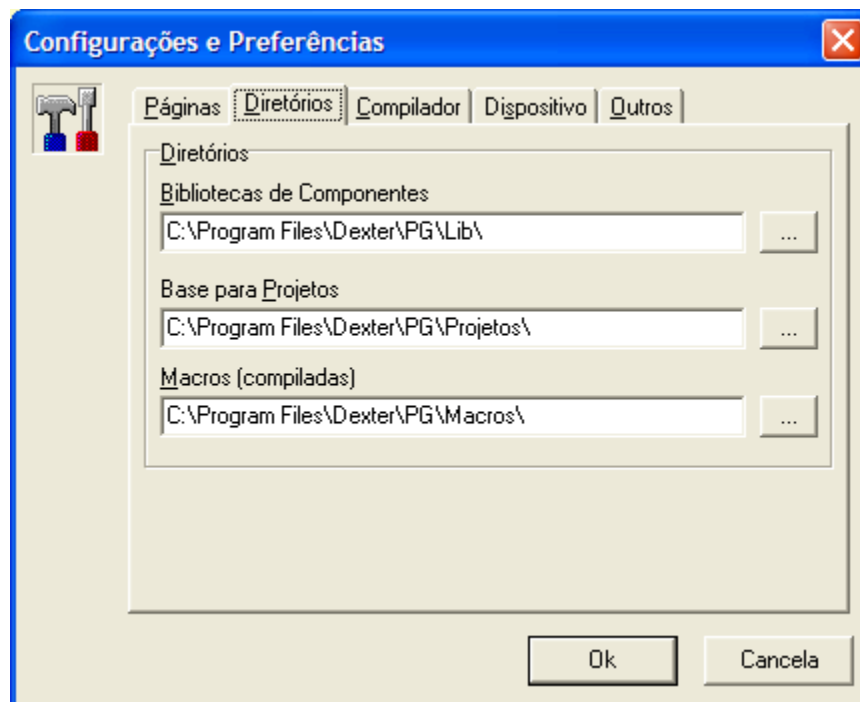 Configurações e Preferências
Páginas Diretórios Compilador Dispositivo Outros
Diretórios
Bibliotecas de Componentes
C:\Program Files\Dexter\PG\Lib\
...
Base para Projetos
C:\Program Files\Dexter\PG\Projetos\
...
Macros (compiladas)
C:\Program Files\Dexter\PG\Macros\
...
Ok Cancela